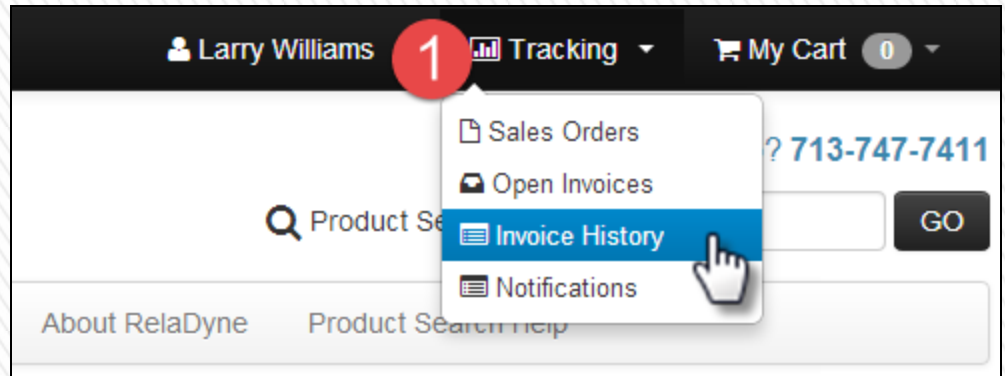 Larry Williams 1 Tracking My Cart 0
Sales Orders
? 713-747-7411
Open Invoices
Product Se GO
Invoice History
Notifications
About RelaDyne Product Search Help